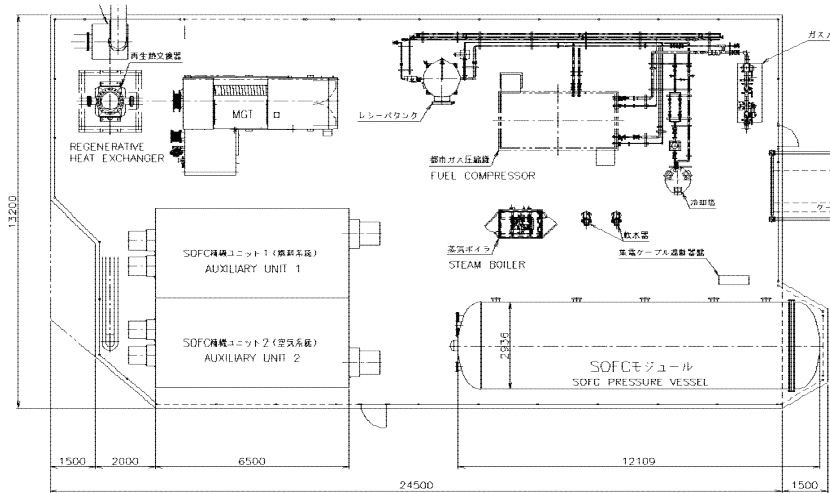 再生熱交換器
REGENERATIVE
HEAT EXCHANGER
MGT
レシーバタンク
都市ガス圧縮機
FUEL COMPRESSOR
冷却塔
SOFC補機ユニット1(燃料系統)
AUXILIARY UNIT 1
SOFC補機ユニット2(空気系統)
AUXILIARY UNIT 2
蒸気ボイラ
STEAM BOILER
軟水器
集電ケーブル遮断器盤
SOFCモジュール
SOFC PRESSURE VESSEL
2936
13200
1500
2000
6500
12109
24500
1500